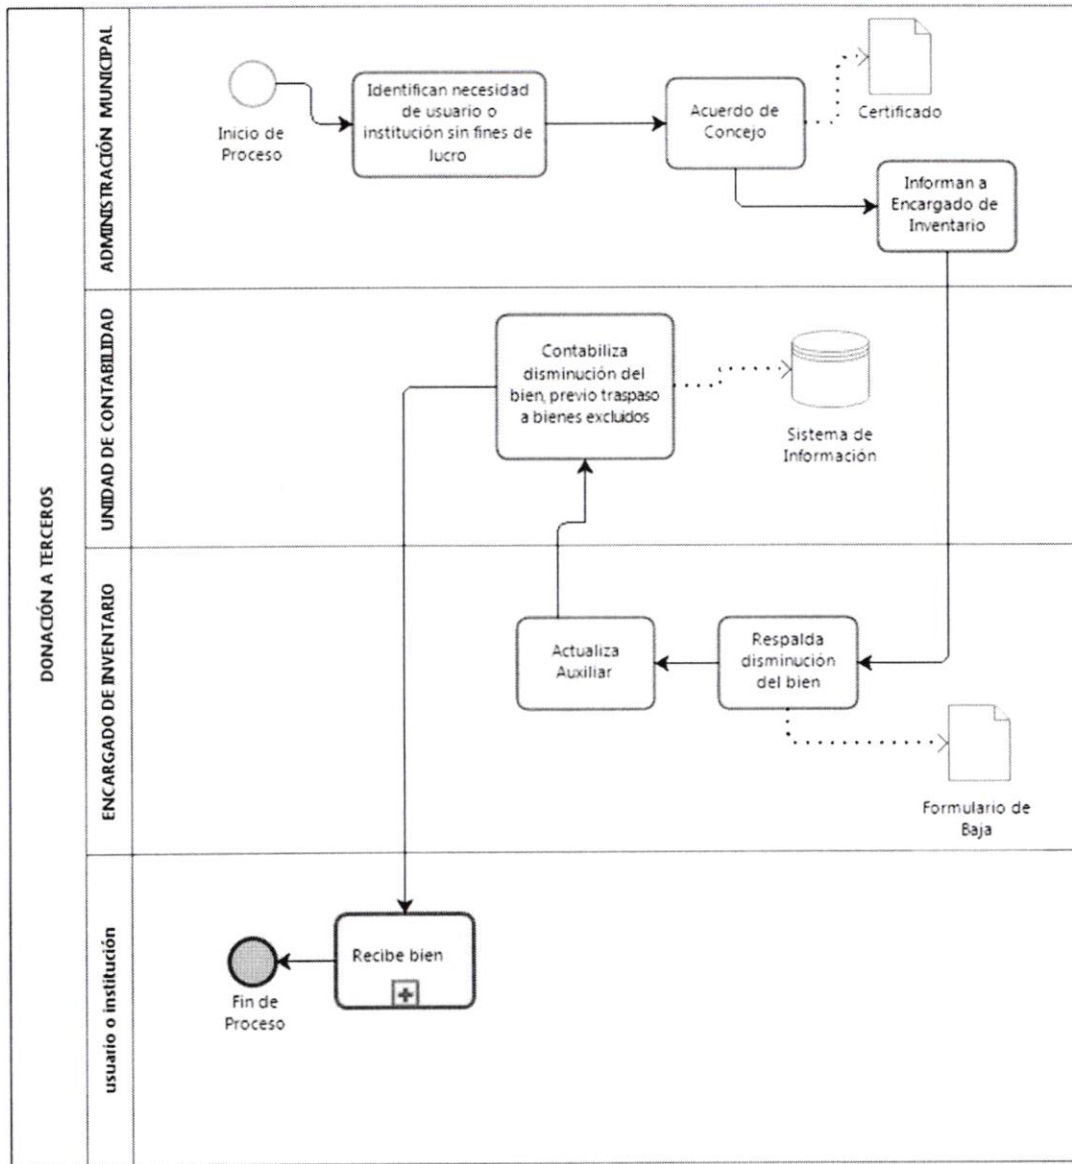 DONACIÓN A TERCEROS
ADMINISTRACIÓN MUNICIPAL
Inicio de
Proceso
Identifican necesidad
de usuario o
institución sin fines de
lucro
Acuerdo de
Concejo
Certificado
Informan a
Encargado de
Inventario
UNIDAD DE CONTABILIDAD
Contabiliza
disminución del
bien, previo traspaso
a bienes excluidos
Sistema de
Información
ENCARGADO DE INVENTARIO
Actualiza
Auxiliar
Respalda
disminución
del bien
Formulario de
Baja
usuario o institución
Recibe bien
Fin de
Proceso